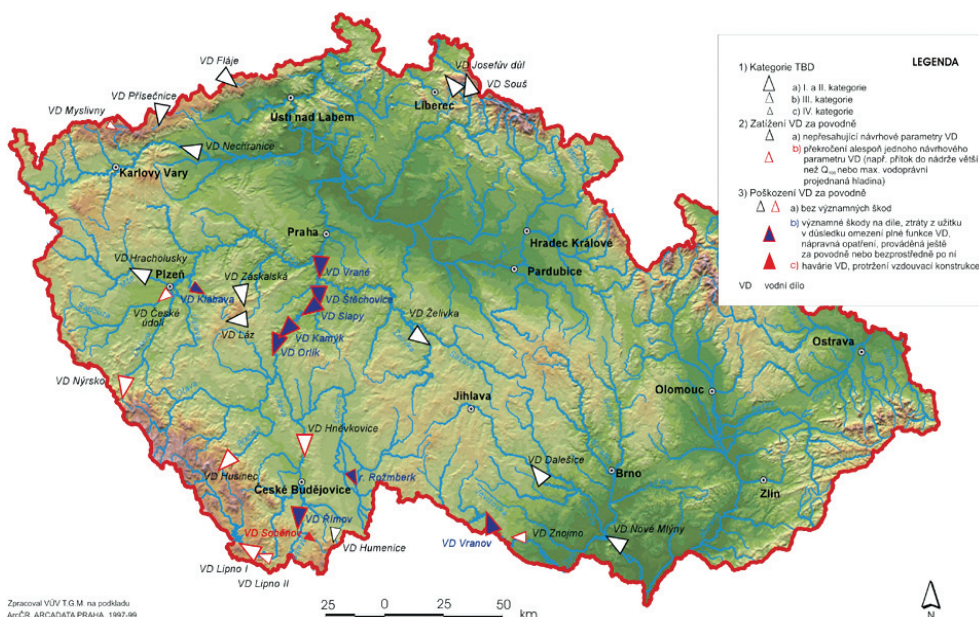 VD Fláje
VD Josefův důl
VD Souš
VD Přísečnice
Liberec
VD Myslivny
Ústí nad Labem
VD Nechranice
Karlovy Vary
Praha
Hradec Králové
VD Hracholusky
VD Vrané
Pardubice
Plzeň
VD Záskalská
VD Klabava
VD Štěchovice
VD České
údolí
VD Slapy
VD Želivka
VD Láz
VD Kamýk
VD Orlík
Ostrava
VD Nýrsko
Olomouc
Jihlava
VD Hněvkovice
VD Dalešice
VD Husinec
Brno
r. Rožmberk
České Budějovice
Zlín
VD Římov
VD Soběnov
VD Vranov
VD Znojmo
VD Nové Mlýny
VD Humenice
VD Lipno I
VD Lipno II
LEGENDA
1) Kategorie TBD
a) I. a II. kategorie
b) III. kategorie
c) IV. kategorie
2) Zatížení VD za povodně
a) nepřesahující návrhové parametry VD
b) překročení alespoň jednoho návrhového
parametru VD (např. přítok do nádrže větší
než Q₁₀₀ nebo max. vodoprávní
projednaná hladina)
3) Poškození VD za povodně
a) bez významných škod
b) významné škody na díle, ztráty z užitku
v důsledku omezení plné funkce VD,
nápravná opatření, prováděná ještě
za povodně nebo bezprostředně po ní
c) havárie VD, protržení vzdouvací konstrukce
VD vodní dílo
Zpracoval VÚV T.G.M. na podkladu
ArcČR, ARCADATA PRAHA, 1997-99
25 0 25 50
km
N